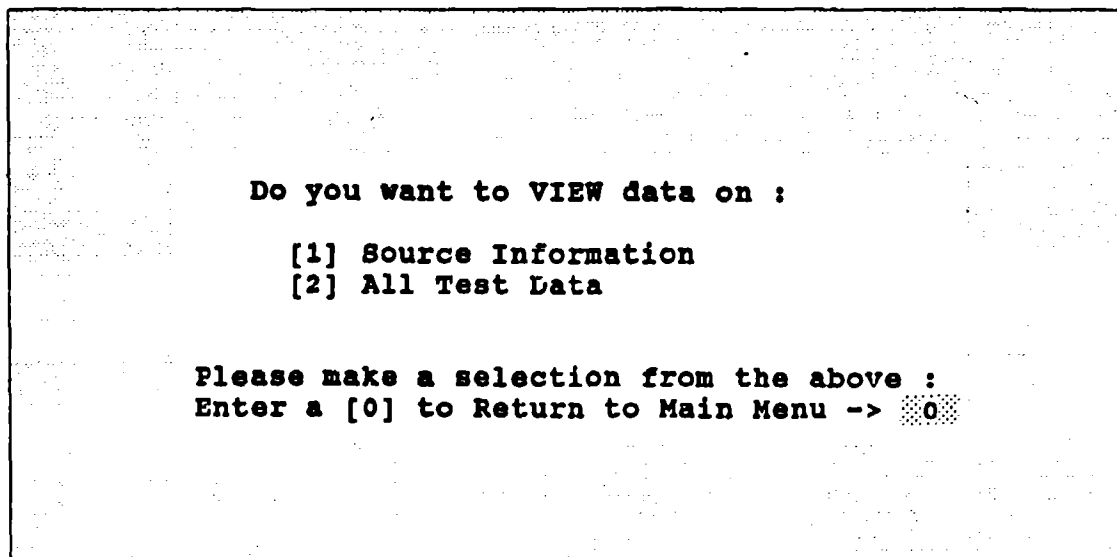 Do you want to VIEW data on :
[1] Source Information
[2] All Test Data
Please make a selection from the above :
Enter a [0] to Return to Main Menu -> 0